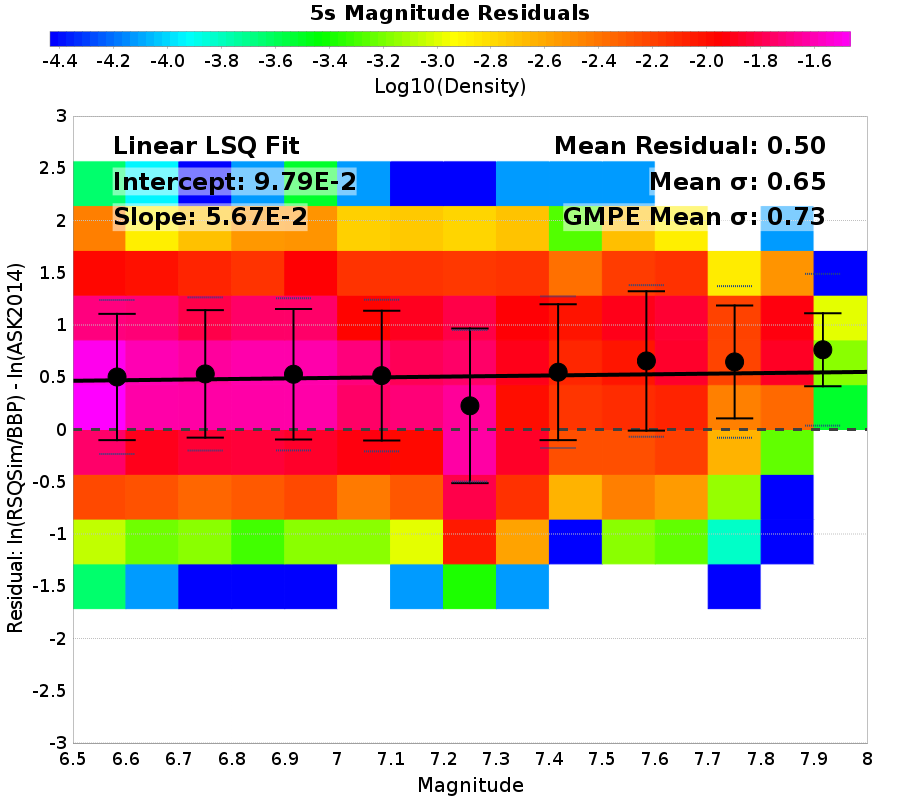 5s Magnitude Residuals
-4.4 -4.2 -4.0 -3.8 -3.6 -3.4 -3.2 -3.0 -2.8 -2.6 -2.4 -2.2 -2.0 -1.8 -1.6
Log10(Density)
Linear LSQ Fit
Intercept: 9.79E-2
Slope: 5.67E-2
Mean Residual: 0.50
Mean σ: 0.65
GMPE Mean σ: 0.73
Residual: ln(RSQSim/BBP) - ln(ASK2014)
3
2.5
2
1.5
1
0.5
0
-0.5
-1
-1.5
-2
-2.5
-3
6.5 6.6 6.7 6.8 6.9 7 7.1 7.2 7.3 7.4 7.5 7.6 7.7 7.8 7.9 8
Magnitude